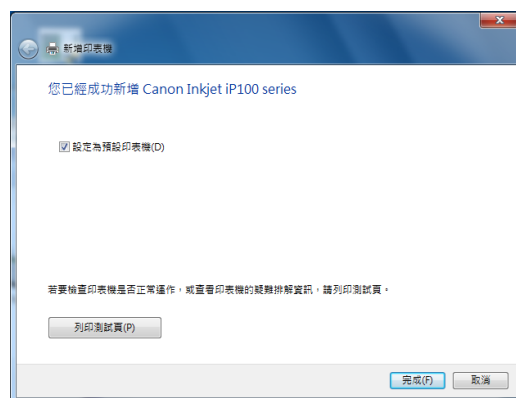 新增印表機
您已經成功新增 Canon Inkjet iP100 series
設定為預設印表機(D)
若要檢查印表機是否正常運作，或查看印表機的疑難排解資訊，請列印測試頁。
列印測試頁(P)
完成(F)
取消